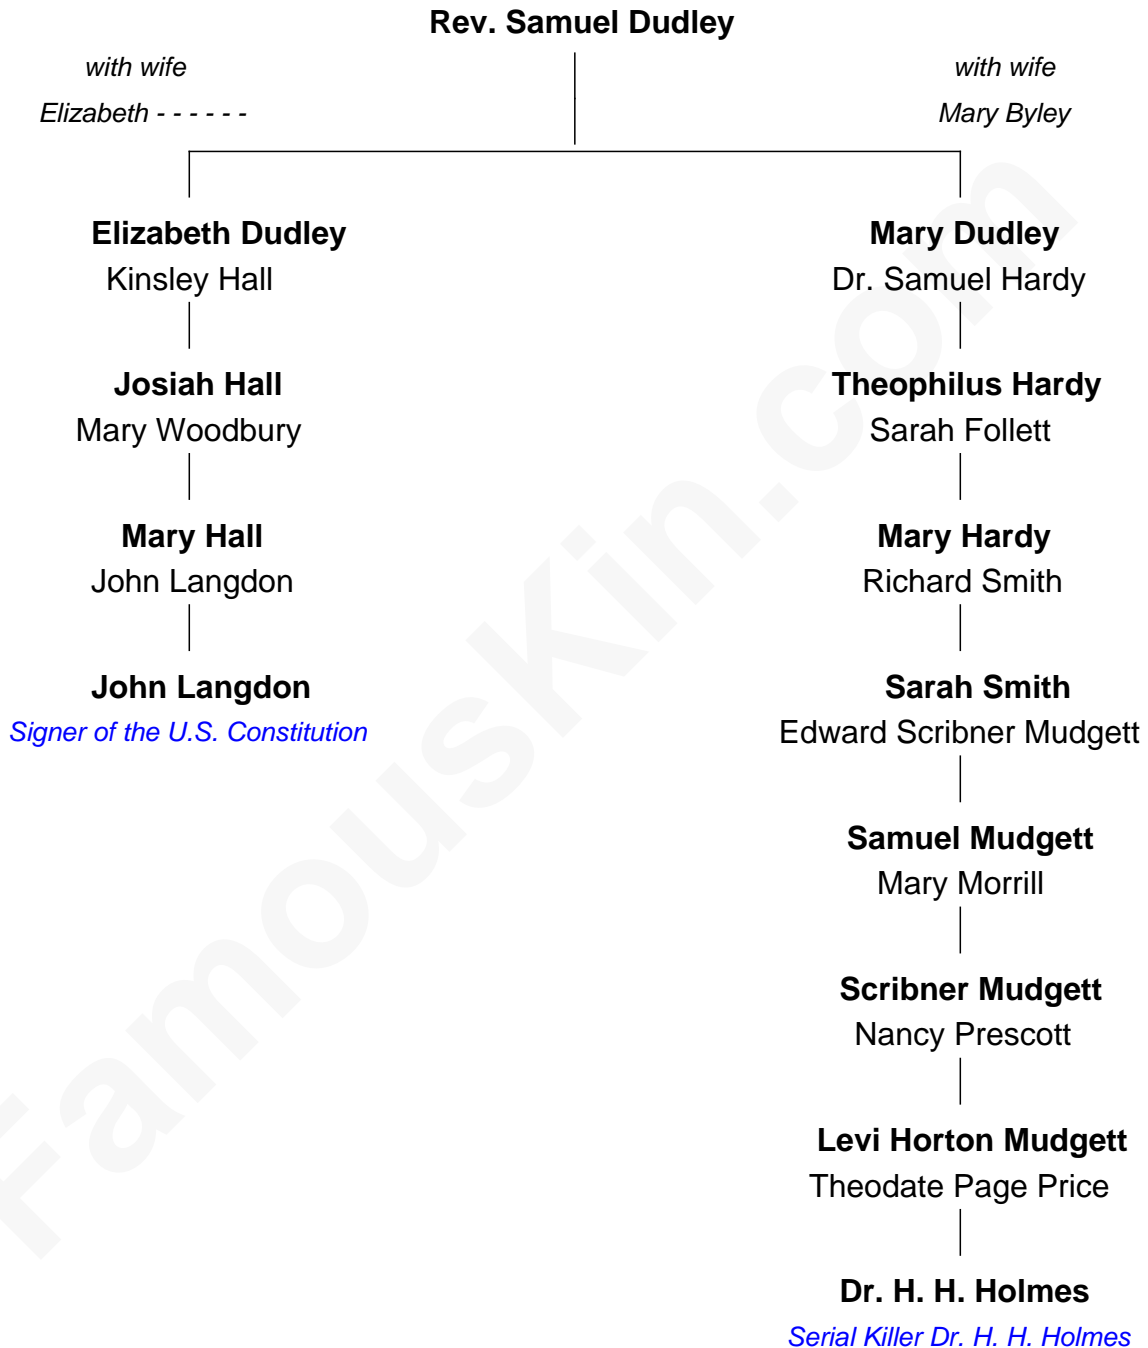 Rev. Samuel Dudley
with wife
Elizabeth - - - - - -
with wife
Mary Byley
Elizabeth Dudley
Kinsley Hall
Mary Dudley
Dr. Samuel Hardy
Josiah Hall
Mary Woodbury
Theophilus Hardy
Sarah Follett
Mary Hall
John Langdon
Mary Hardy
Richard Smith
John Langdon
Signer of the U.S. Constitution
Sarah Smith
Edward Scribner Mudgett
Samuel Mudgett
Mary Morrill
Scribner Mudgett
Nancy Prescott
Levi Horton Mudgett
Theodate Page Price
Dr. H. H. Holmes
Serial Killer Dr. H. H. Holmes
FamousKin.com